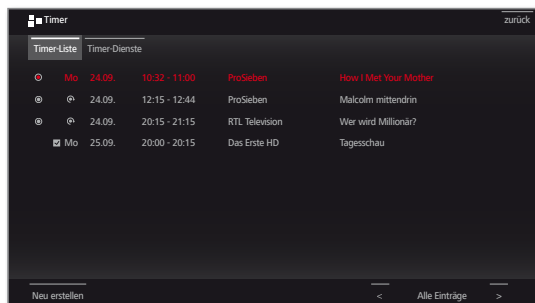 Timer zurück
Timer-Liste Timer-Dienste
Mo 24.09. 10:32 - 11:00 ProSieben How I Met Your Mother
24.09. 12:15 - 12:44 ProSieben Malcolm mittendrin
24.09. 20:15 - 21:15 RTL Television Wer wird Millionär?
Mo 25.09. 20:00 - 20:15 Das Erste HD Tagesschau
Neu erstellen < Alle Einträge >